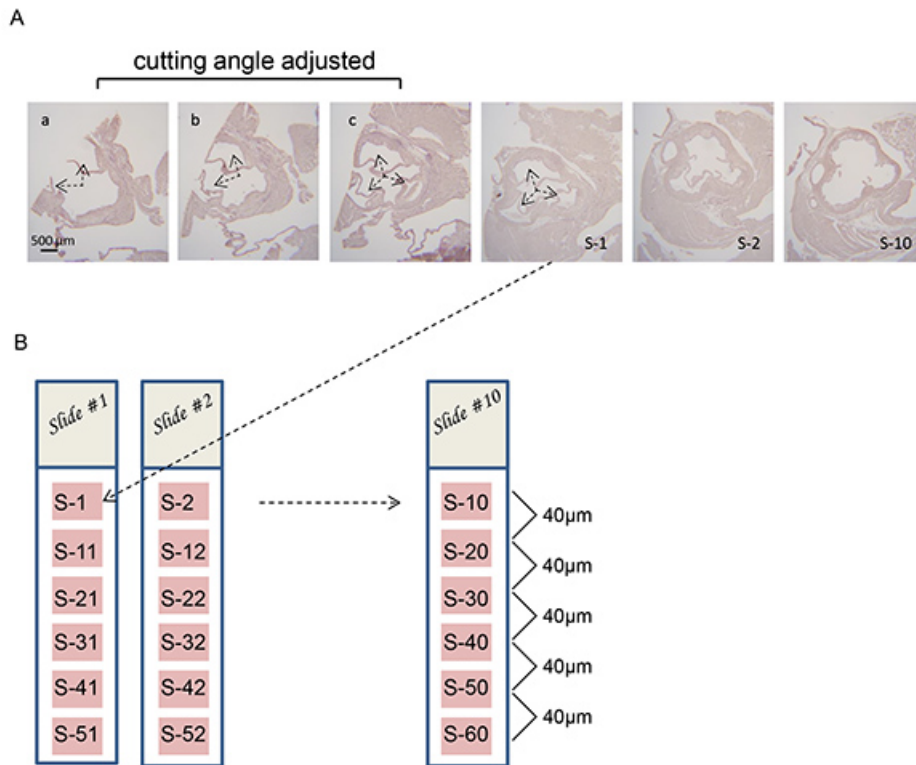 A
cutting angle adjusted
a
b
c
500 µm
S-1
S-2
S-10
B
Slide #1
Slide #2
Slide #10
S-1
S-2
S-10
40µm
S-11
S-12
S-20
40µm
S-21
S-22
S-30
40µm
S-31
S-32
S-40
40µm
S-41
S-42
S-50
40µm
S-51
S-52
S-60